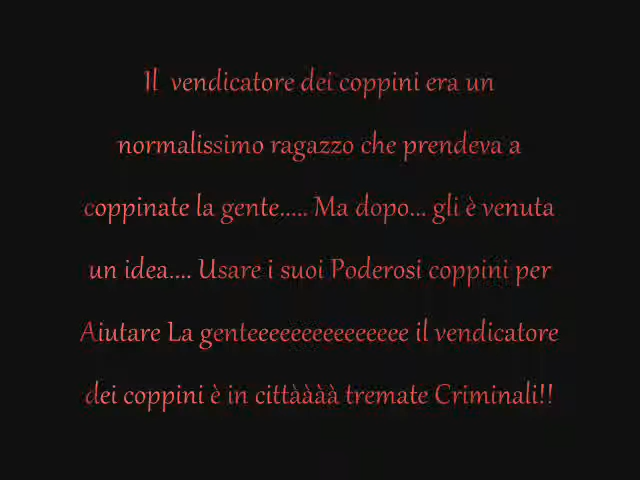 Il  vendicatore dei coppini era un
normalissimo ragazzo che prendeva a
coppinate la gente..... Ma dopo... gli è venuta
un idea.... Usare i suoi Poderosi coppini per
Aiutare La genteeeeeeeeeeeeeee il vendicatore
dei coppini è in cittàààà tremate Criminali!!